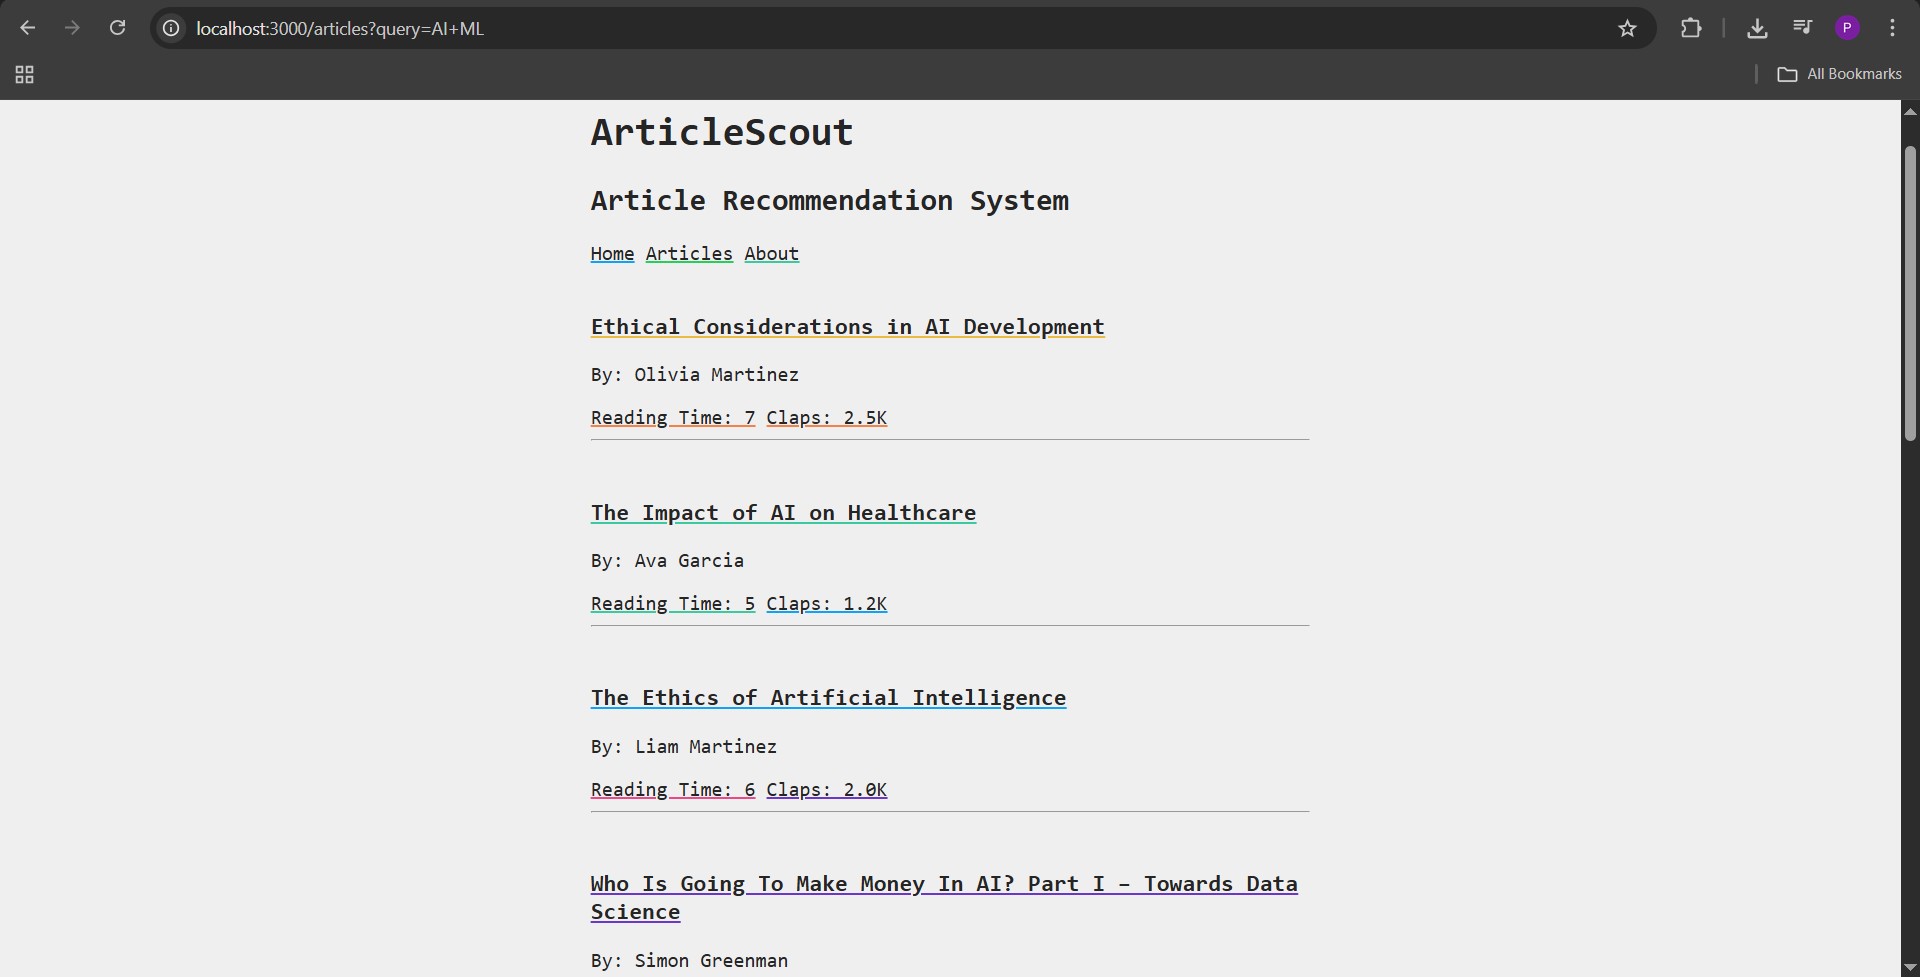 localhost:3000/articles?query=AI+ML
P
All Bookmarks
ArticleScout
Article Recommendation System
Home Articles About
Ethical Considerations in AI Development
By: Olivia Martinez
Reading Time: 7 Claps: 2.5K
The Impact of AI on Healthcare
By: Ava Garcia
Reading Time: 5 Claps: 1.2K
The Ethics of Artificial Intelligence
By: Liam Martinez
Reading Time: 6 Claps: 2.0K
Who Is Going To Make Money In AI? Part I – Towards Data
Science
By: Simon Greenman